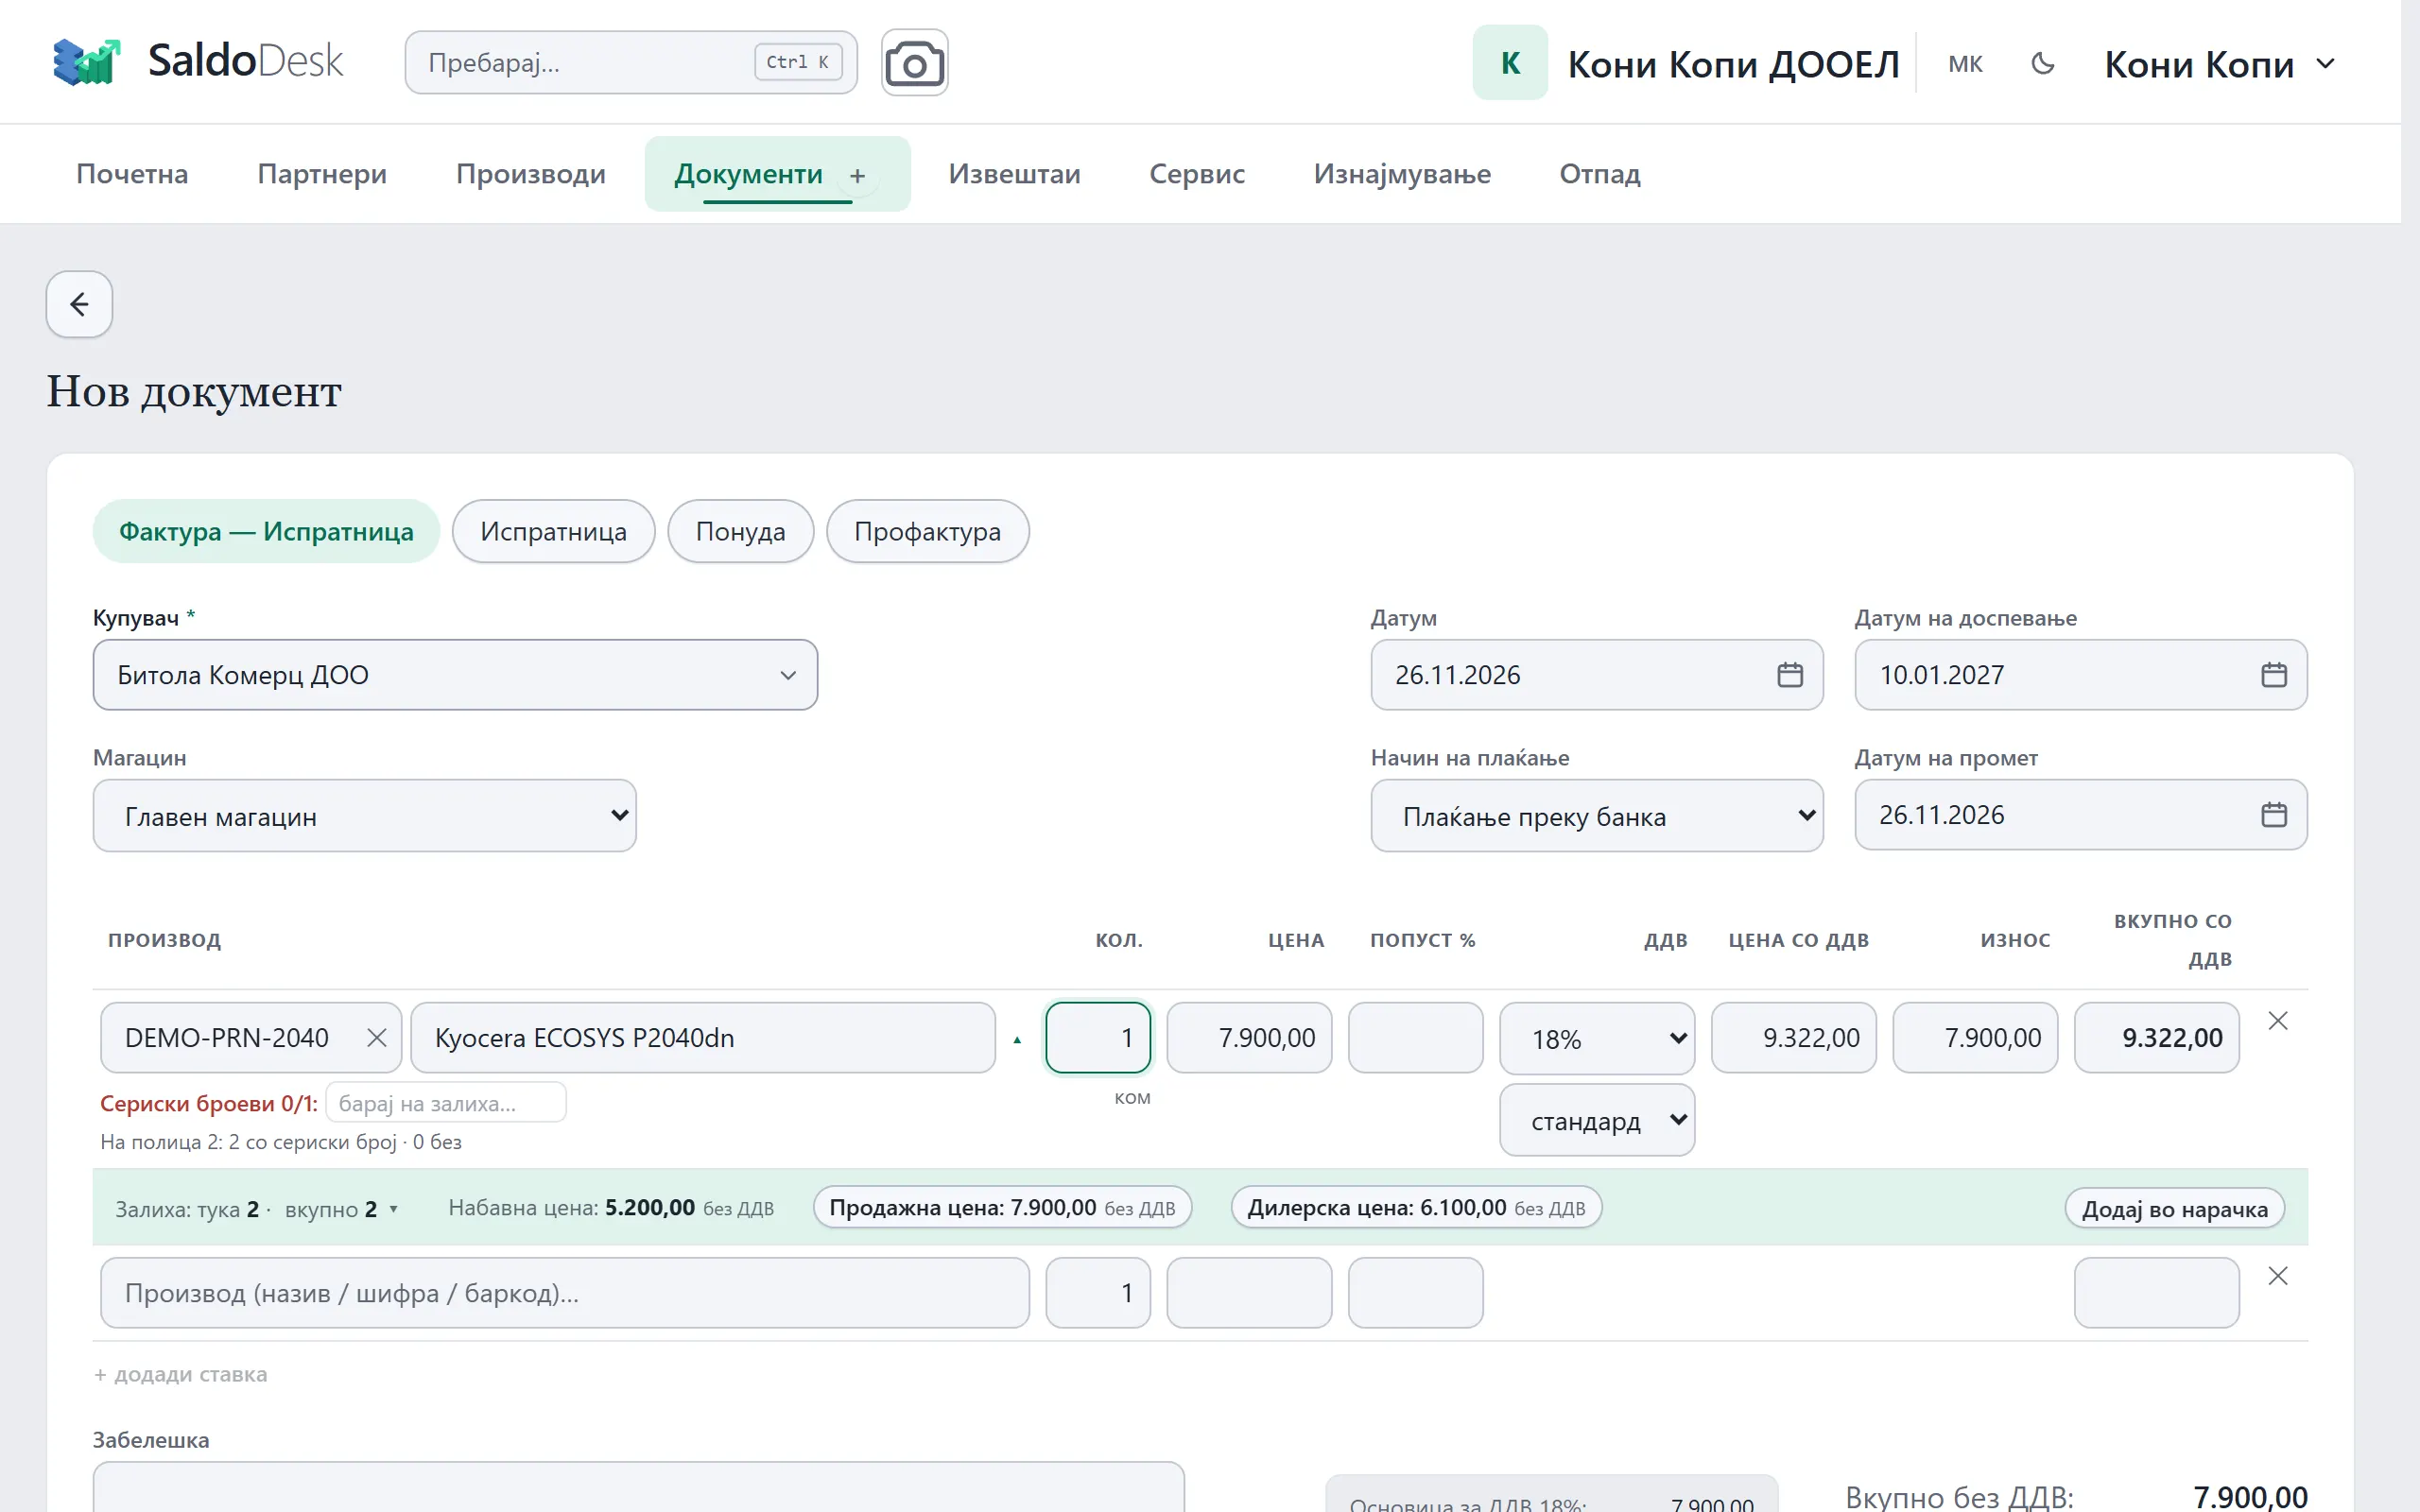 SaldoDesk
Пребарај...
Ctrl K
К
Кони Копи ДООЕЛ
МК
Кони Копи
Почетна
Партнери
Производи
Документи +
Извештаи
Сервис
Изнајмување
Отпад
Нов документ
Фактура — Испратница
Испратница
Понуда
Профактура
Купувач *
Датум
Датум на доспевање
Битола Комерц ДОО
26.11.2026
10.01.2027
Магацин
Начин на плаќање
Датум на промет
Главен магацин
Плаќање преку банка
26.11.2026
ПРОИЗВОД
КОЛ.
ЦЕНА
ПОПУСТ %
ДДВ
ЦЕНА СО ДДВ
ИЗНОС
ВКУПНО СО
ДДВ
DEMO-PRN-2040
Kyocera ECOSYS P2040dn
1
7.900,00
18%
9.322,00
7.900,00
9.322,00
Сериски броеви 0/1:
барај на залиха...
ком
стандард
На полица 2: 2 со сериски број · 0 без
Залиха: тука 2 · вкупно 2
Набавна цена: 5.200,00 без ДДВ
Продажна цена: 7.900,00 без ДДВ
Дилерска цена: 6.100,00 без ДДВ
Додај во нарачка
Производ (назив / шифра / баркод)...
1
+ додади ставка
Забелешка
Основица за ДДВ 18%:
7.900,00
Вкупно без ДДВ:
7.900,00